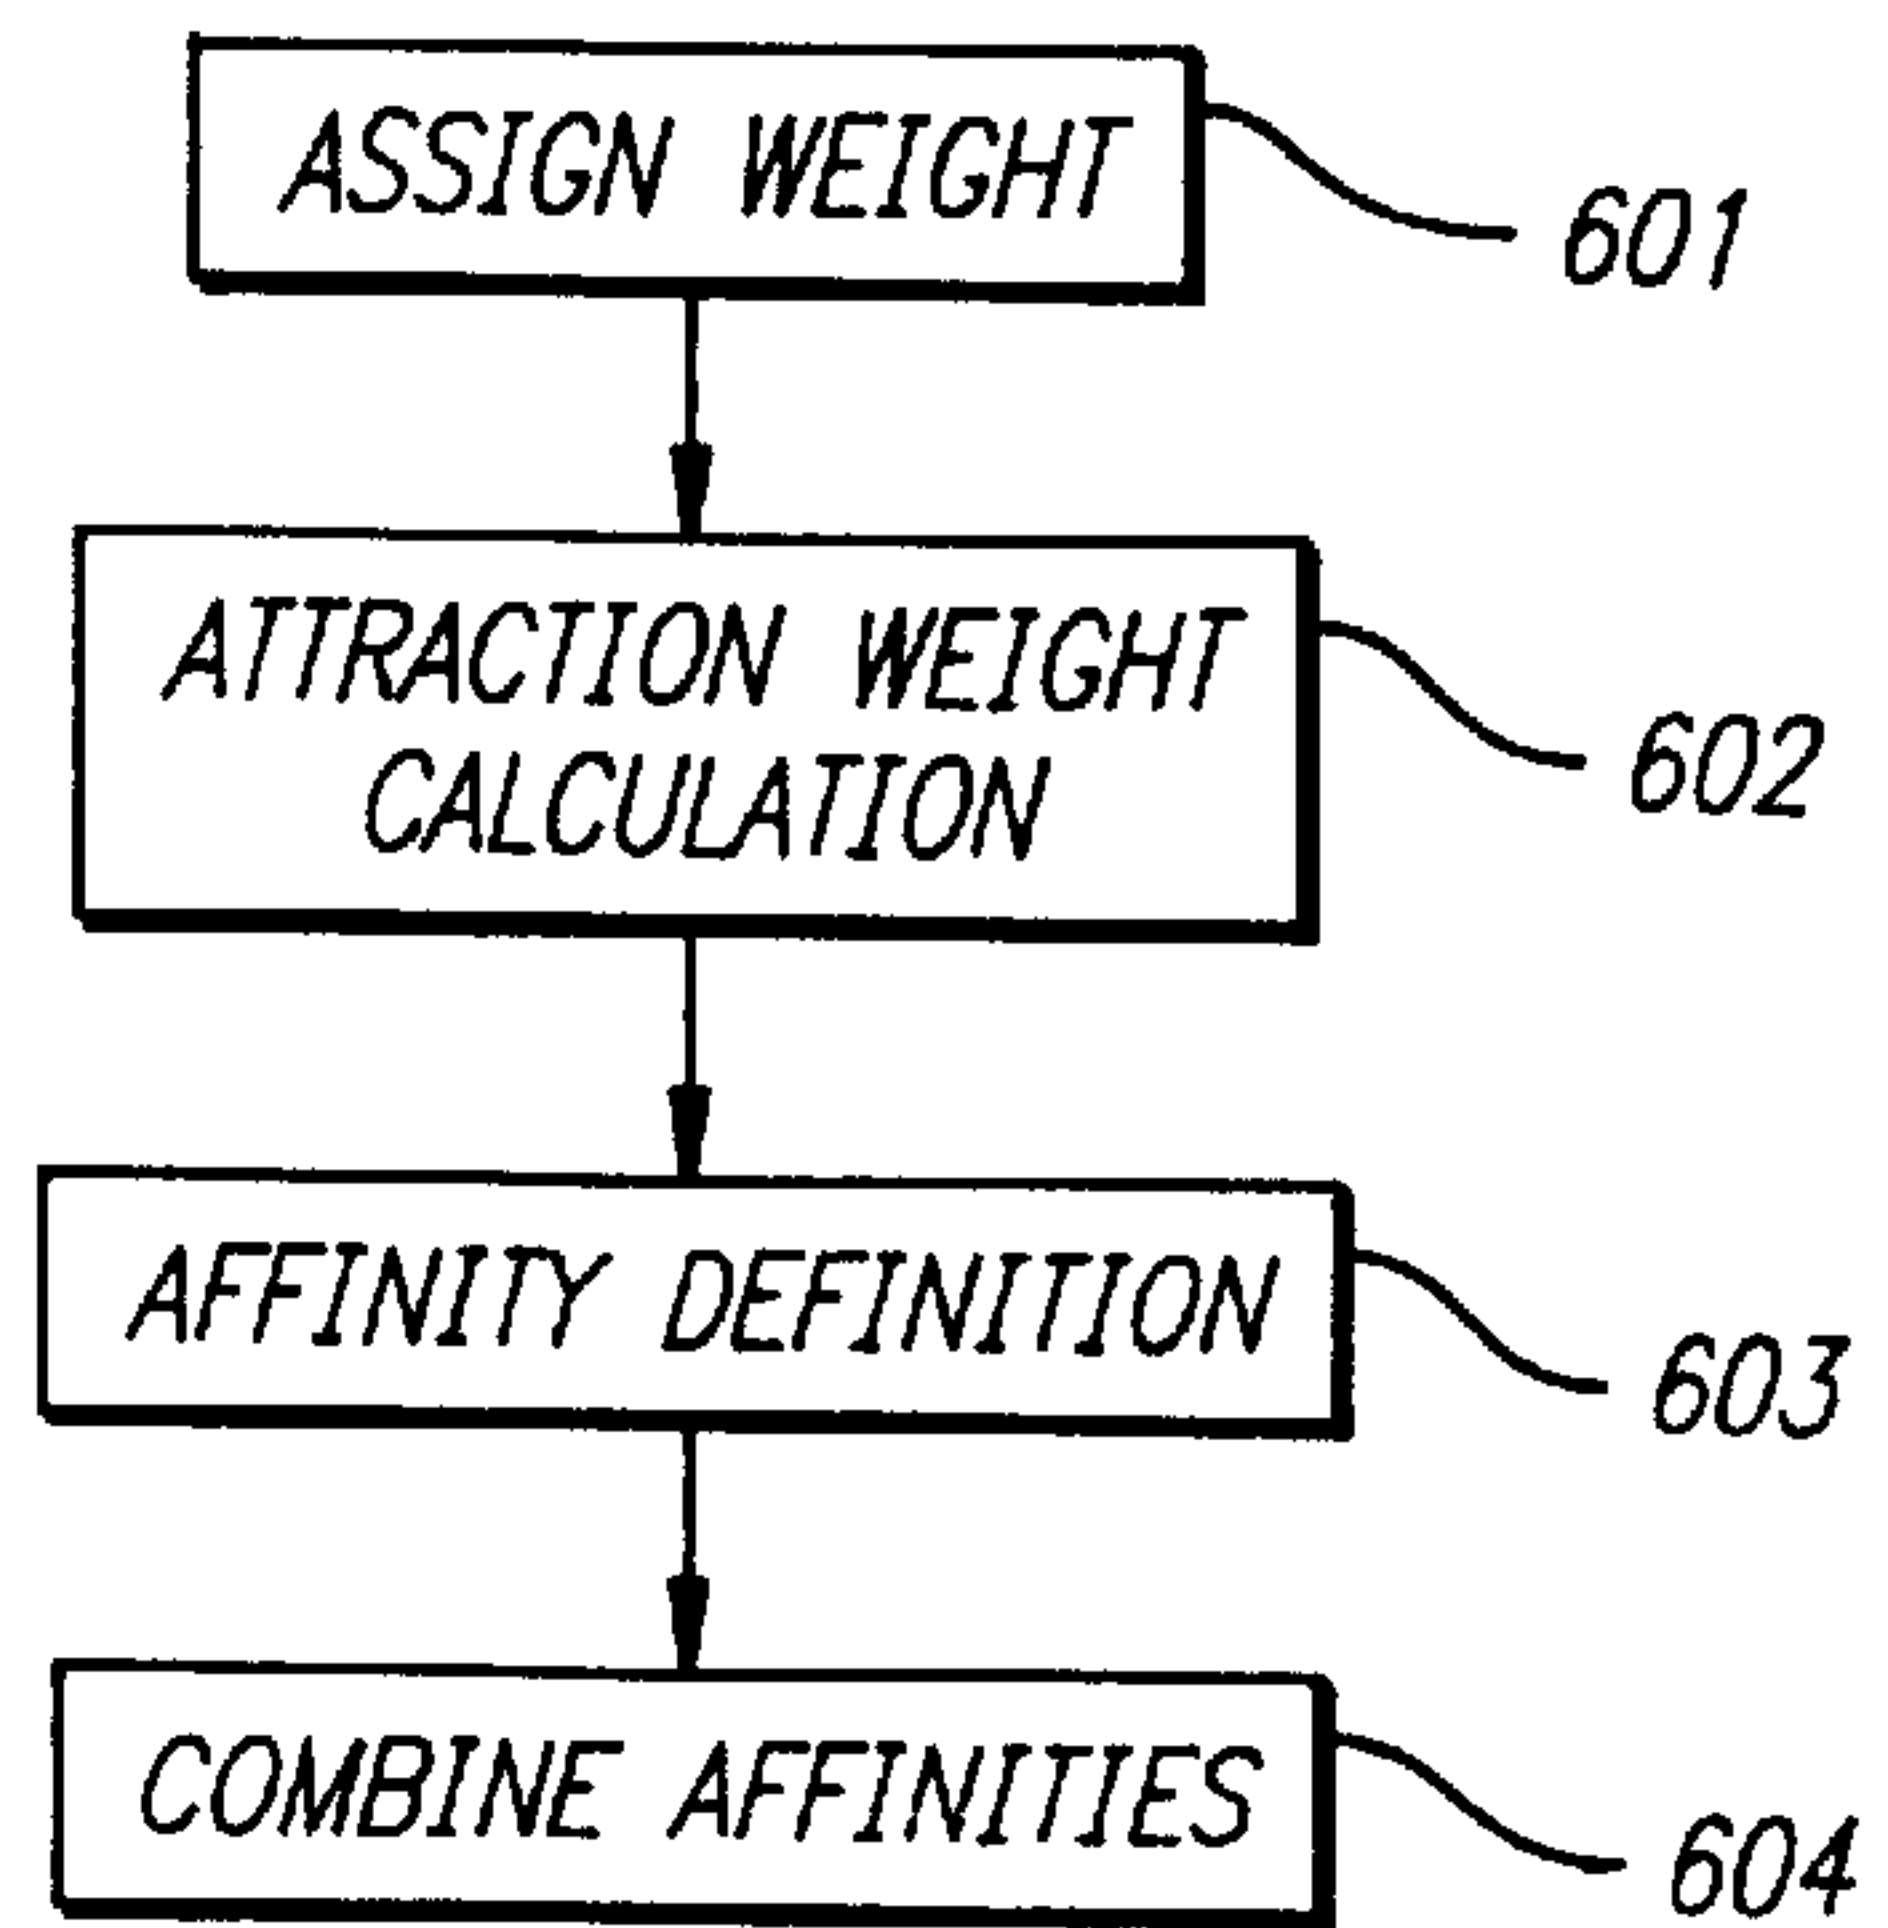 ASSIGN WEIGHT
601
ATTRACTION WEIGHT
CALCULATION
602
AFFINITY DEFINITION
603
COMBINE AFFINITIES
604